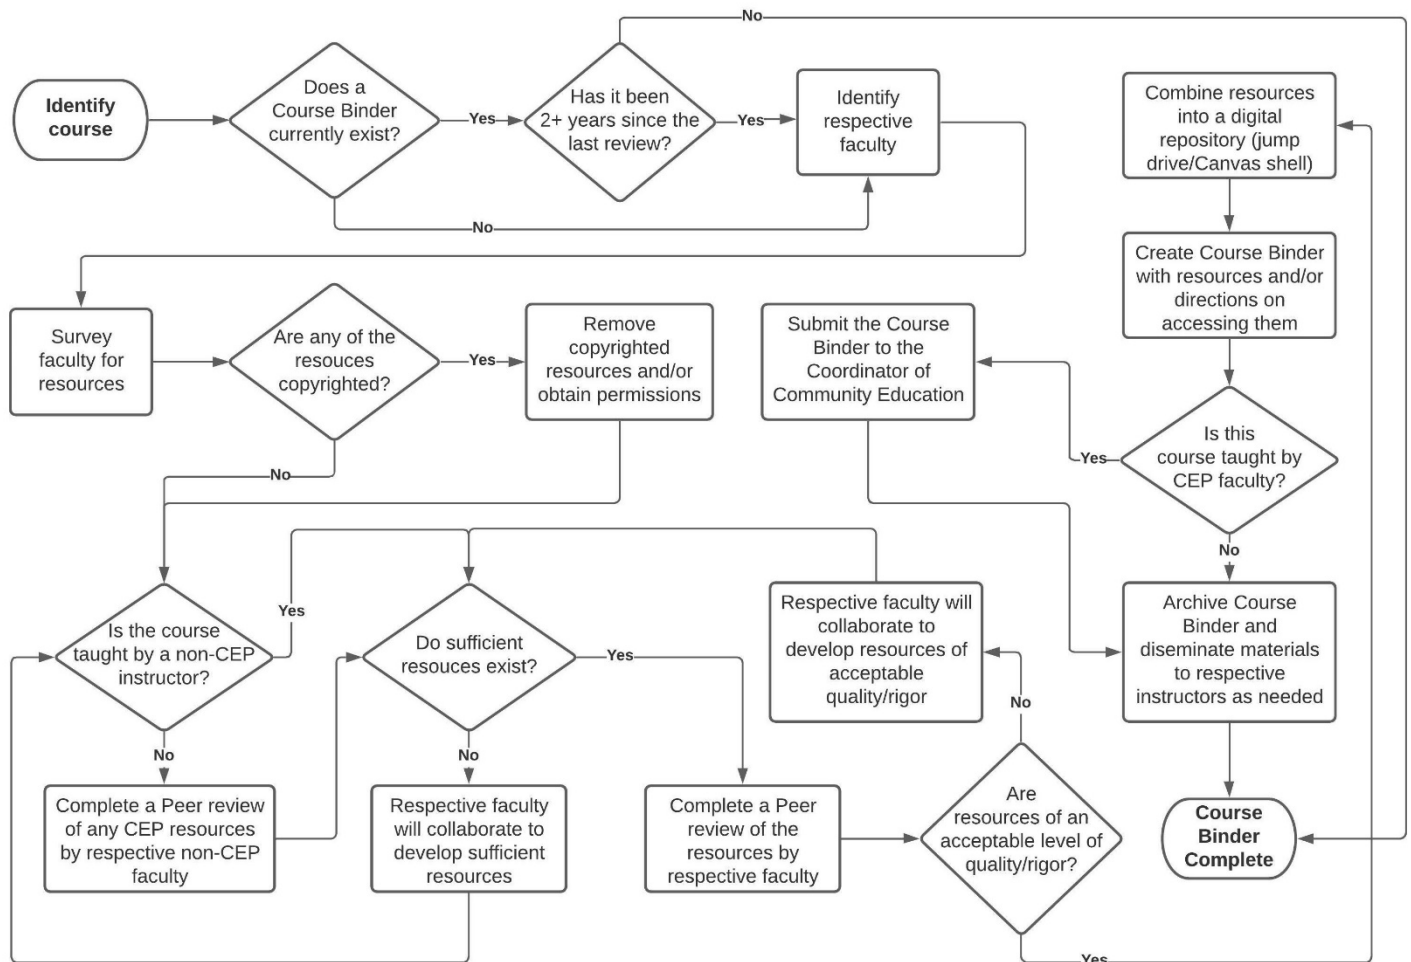 No
Identify
course
Does a
Course Binder
currently exist?
Yes
Has it been
2+ years since the
last review?
Yes
Identify
respective
faculty
Combine resources
into a digital
repository (jump
drive/Canvas shell)
No
Create Course Binder
with resources and/or
directions on
accessing them
Survey
faculty for
resources
Are any of the
resouces
copyrighted?
Yes
Remove
copyrighted
resources and/or
obtain permissions
Submit the Course
Binder to the
Coordinator of
Community Education
Yes
Is this
course taught by
CEP faculty?
No
No
Is the course
taught by a non-CEP
instructor?
Yes
Do sufficient
resouces exist?
Yes
Respective faculty will
collaborate to
develop resources of
acceptable
quality/rigor
Archive Course
Binder and
diseminate materials
to respective
instructors as needed
No
No
No
Complete a Peer review
of any CEP resources
by respective non-CEP
faculty
Respective faculty
will collaborate to
develop sufficient
resources
Complete a Peer
review of the
resources by
respective faculty
Are
resources of an
acceptable level of
quality/rigor?
Course
Binder
Complete
Yes